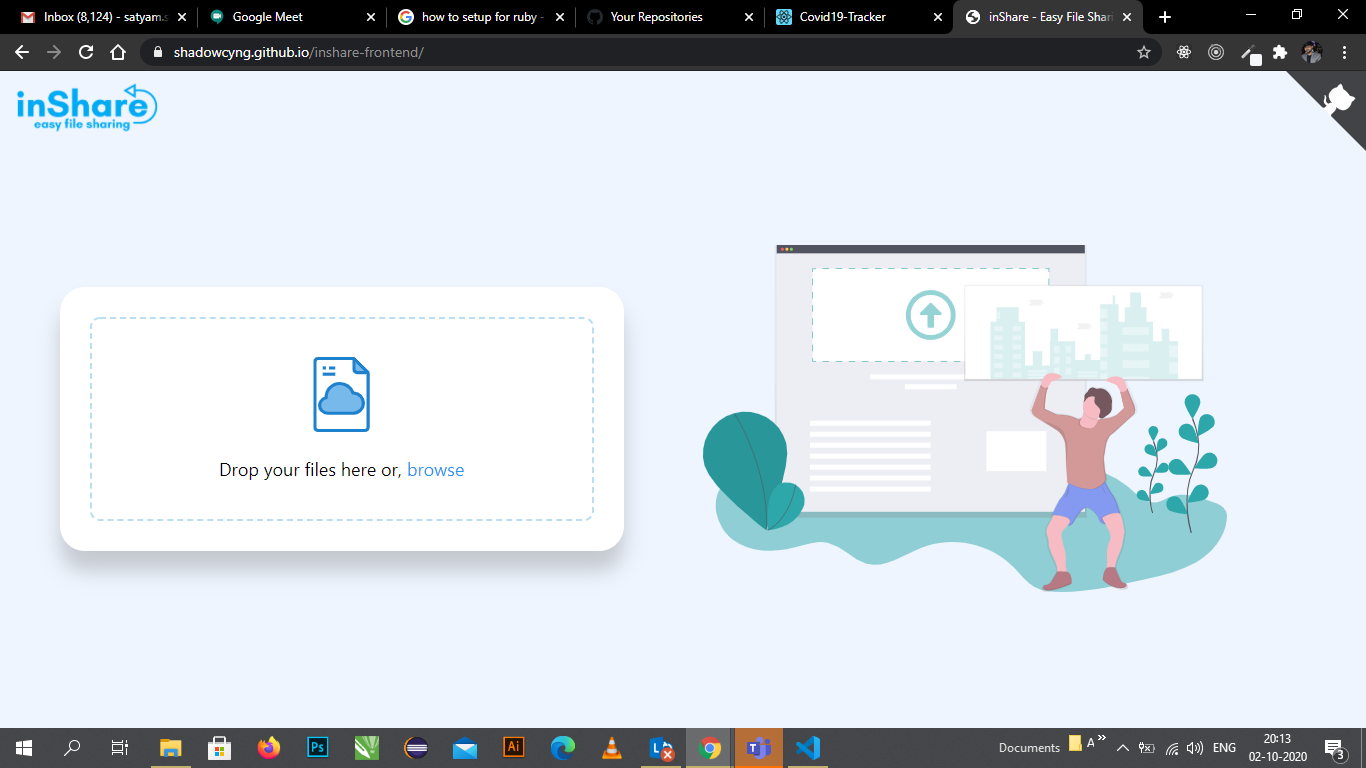 Inbox (8,124) - satyam.s
Google Meet
how to setup for ruby -
Your Repositories
Covid19-Tracker
inShare - Easy File Shari
shadowcyng.github.io/inshare-frontend/
inShare
easy file sharing
Drop your files here or, browse
Ps
Ai
Documents
A
ENG
20:13
02-10-2020
3